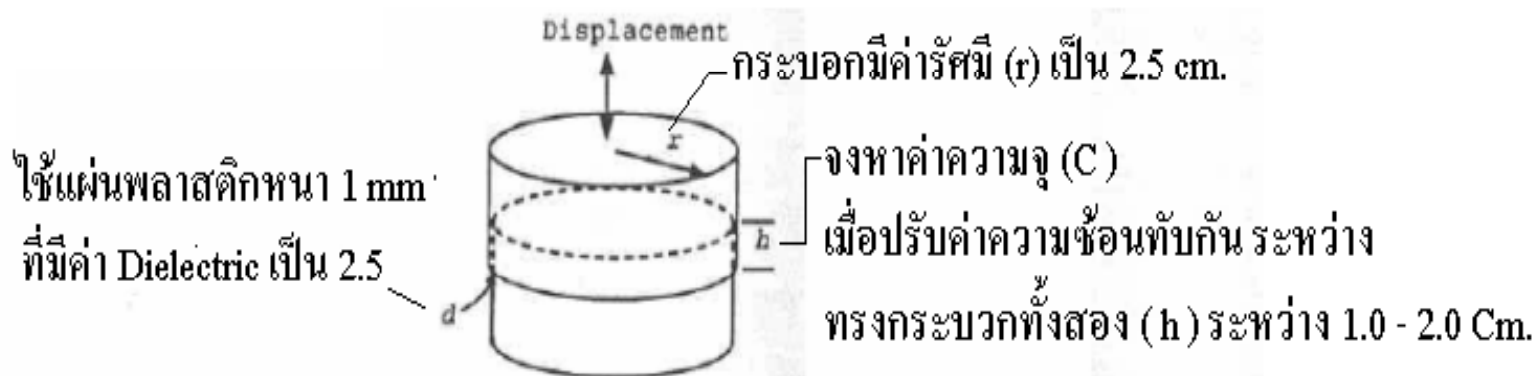 Displacement
กระบอกมีค่ารัศมี (r) เป็น 2.5 cm.
r
ใช้แผ่นพลาสติกหนา 1 mm
ที่มีค่า Dielectric เป็น 2.5
d
h
จงหาค่าความจุ (C )
เมื่อปรับค่าความซ้อนทับกัน ระหว่าง
ทรงกระบวกทั้งสอง ( h ) ระหว่าง 1.0 - 2.0 Cm.